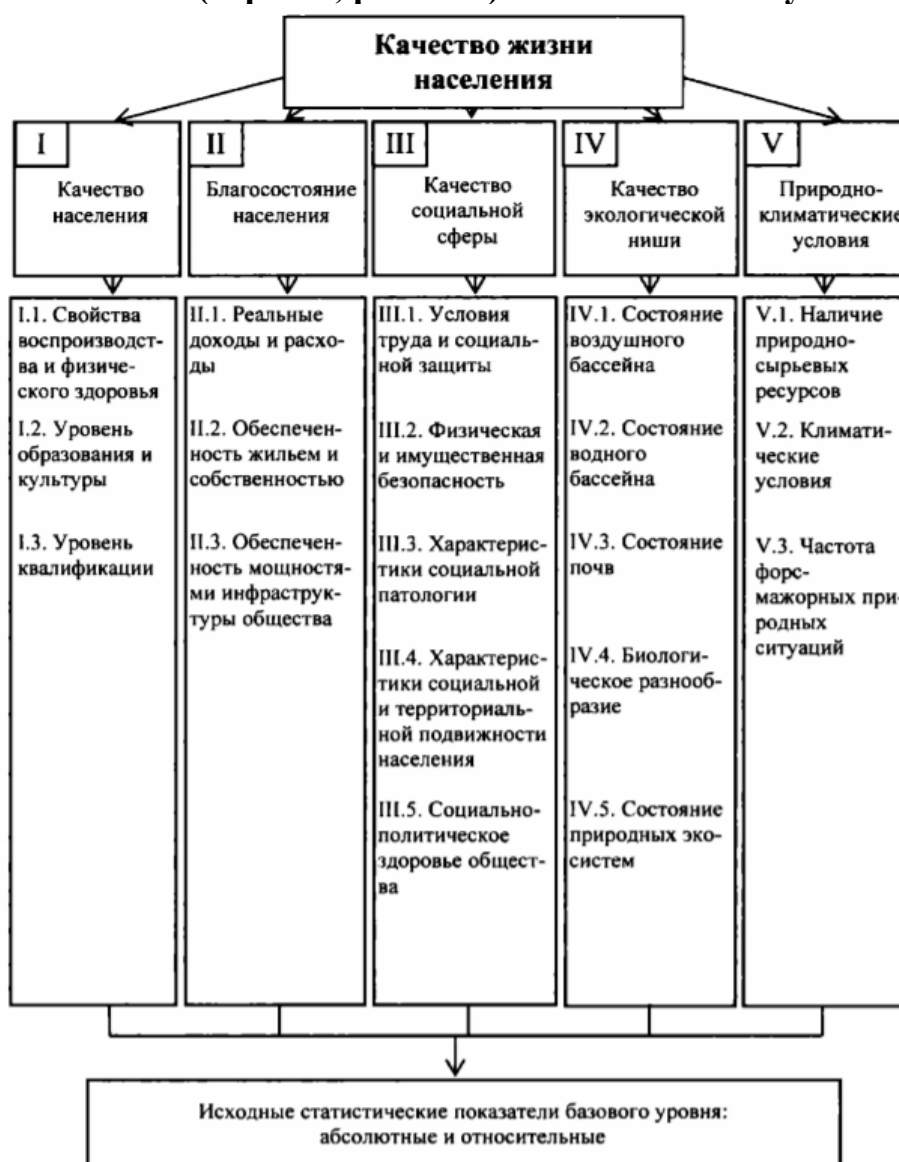 Качество жизни
населения
I
Качество
населения
II
Благосостояние
населения
III
Качество
социальной
сферы
IV
Качество
экологической
ниши
V
Природно-
климатические
условия
I.1. Свойства
воспроизводст-
ва и физиче-
ского здоровья
I.2. Уровень
образования и
культуры
I.3. Уровень
квалификации
II.1. Реальные
доходы и расхо-
ды
II.2. Обеспечен-
ность жильем и
собственностью
II.3. Обеспечен-
ность мощностя-
ми инфраструк-
туры общества
III.1. Условия
труда и социаль-
ной защиты
III.2. Физическая
и имущественная
безопасность
III.3. Характерис-
тики социальной
патологии
III.4. Характерис-
тики социальной
и территориаль-
ной подвижности
населения
III.5. Социально-
политическое
здоровье общест-
ва
IV.1. Состояние
воздушного
бассейна
IV.2. Состояние
водного
бассейна
IV.3. Состояние
почв
IV.4. Биологи-
ческое разнооб-
разие
IV.5. Состояние
природных эко-
систем
V.1. Наличие
природно-
сырьевых
ресурсов
V.2. Климати-
ческие
условия
V.3. Частота
форс-
мажорных при-
родных
ситуаций
Исходные статистические показатели базового уровня:
абсолютные и относительные